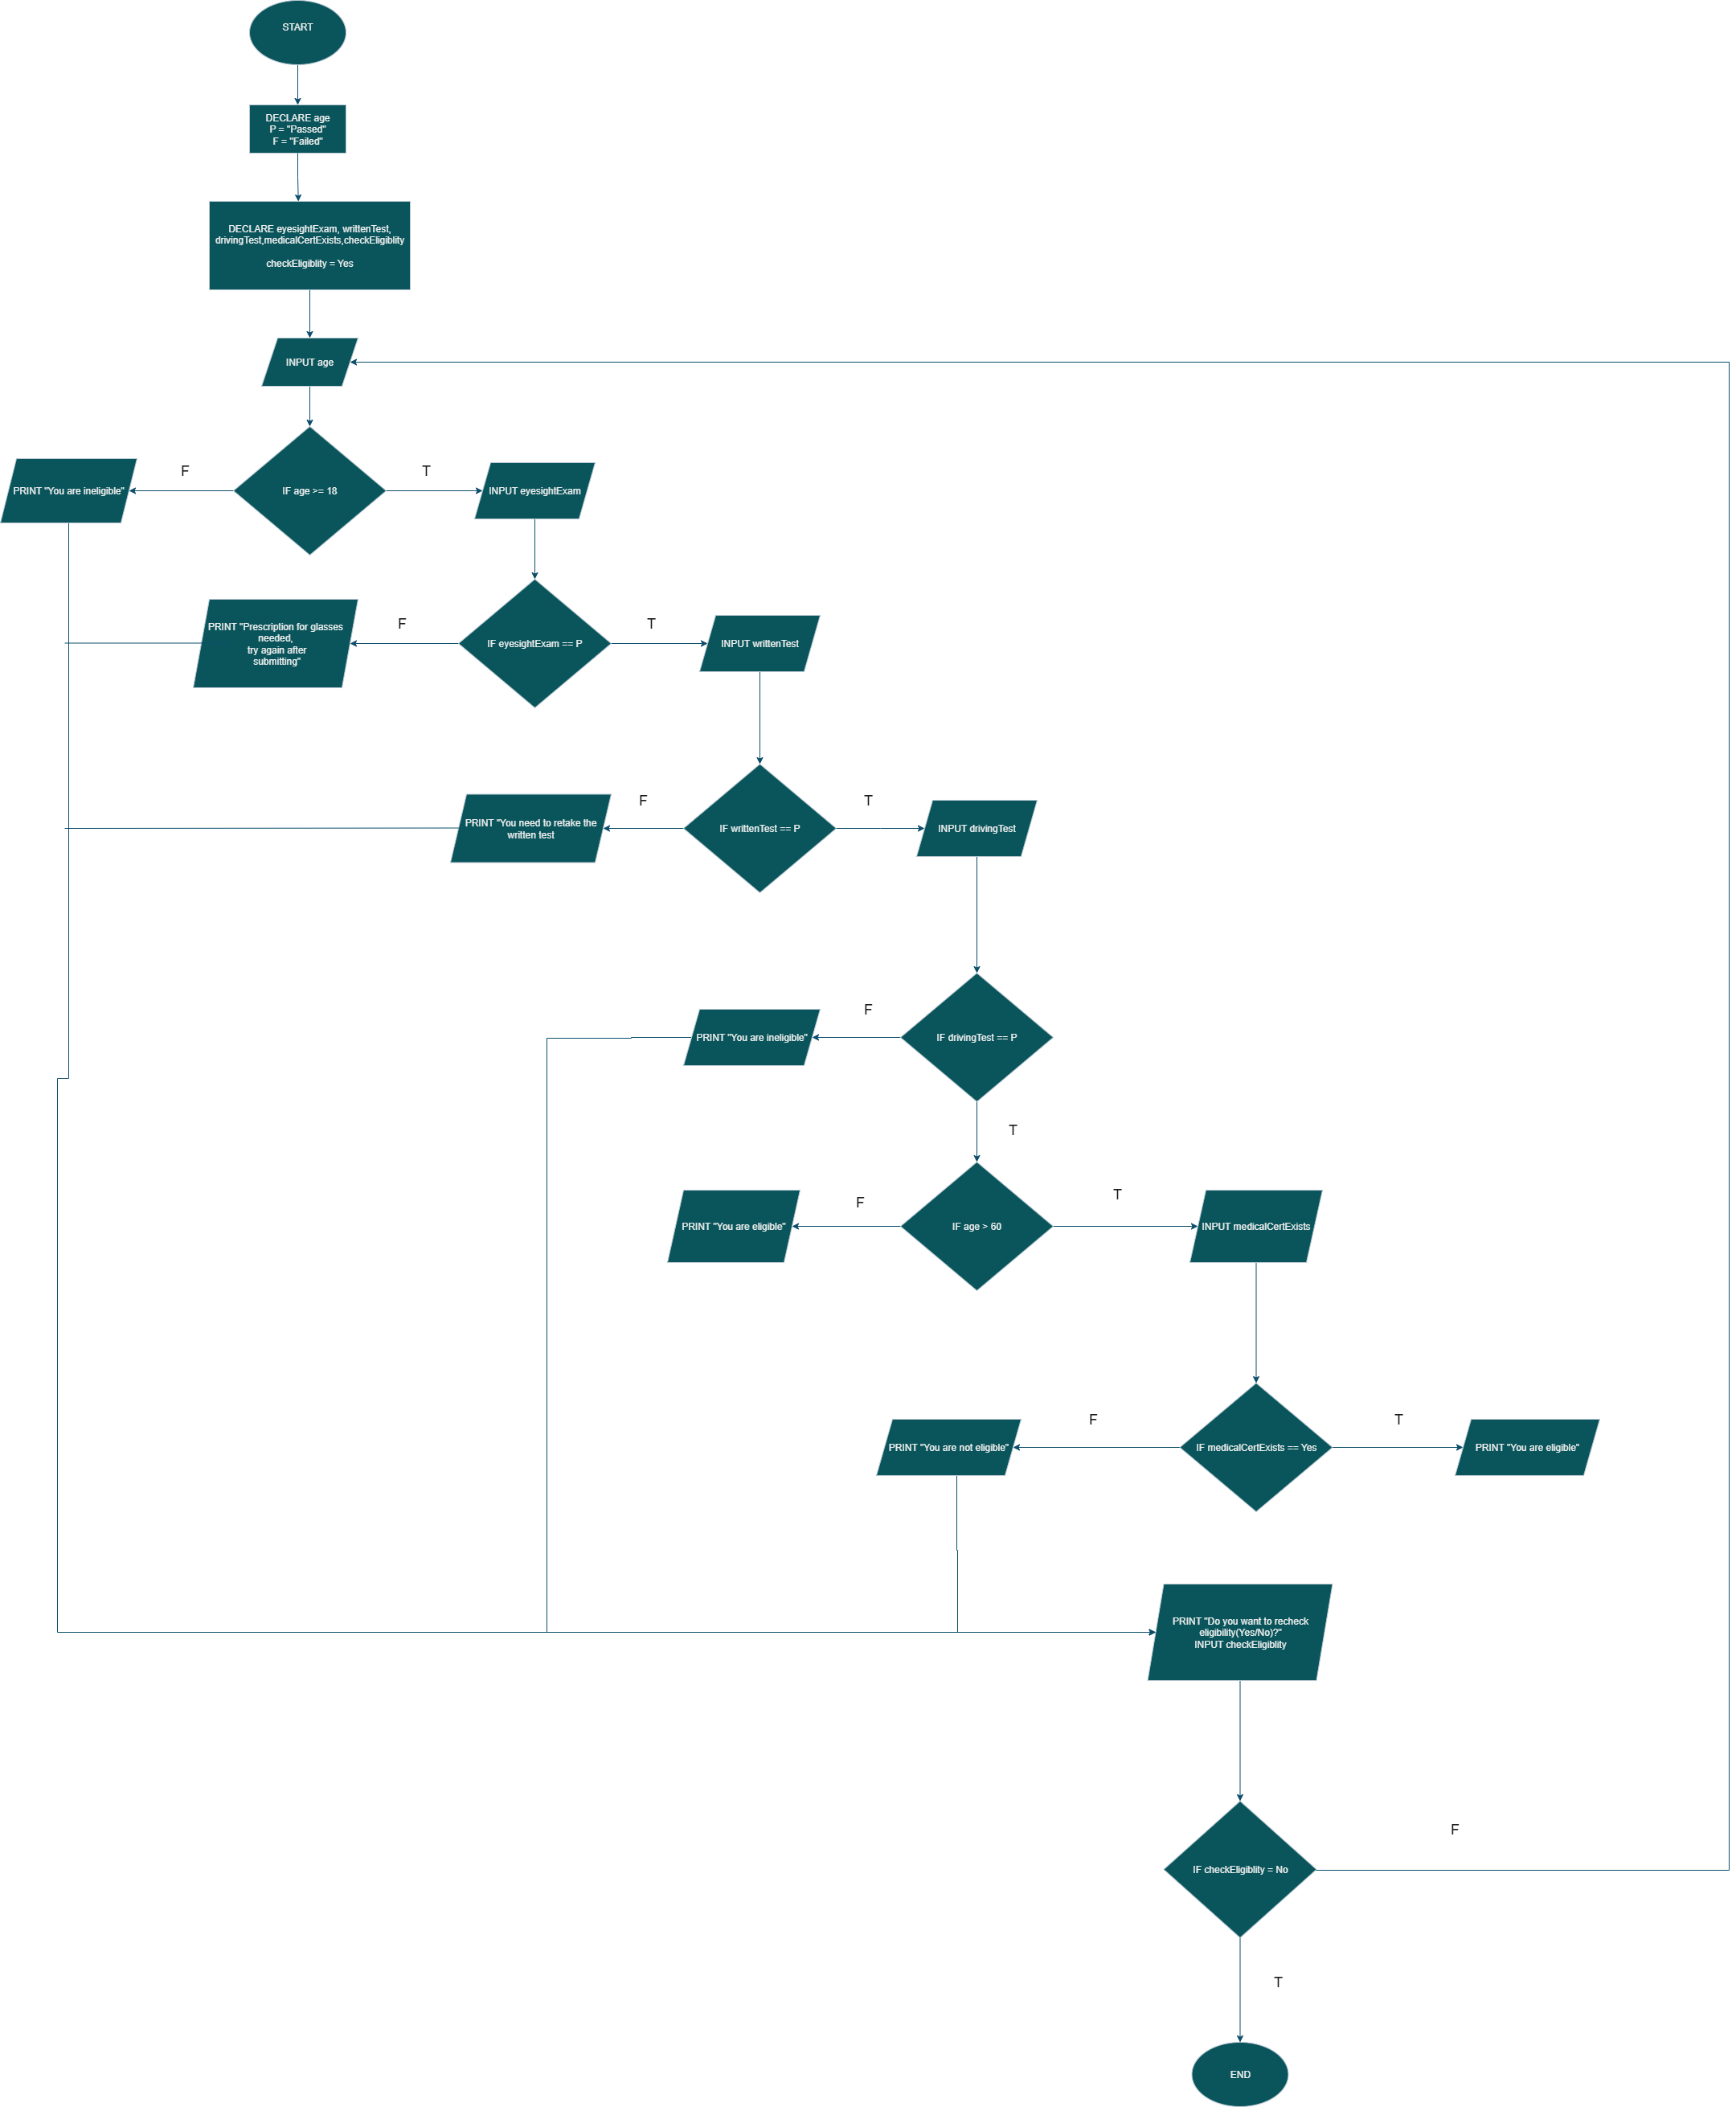 START
DECLARE age
P = "Passed"
F = "Failed"
DECLARE eyesightExam, writtenTest,
drivingTest,medicalCertExists,checkEligiblity
checkEligiblity = Yes
INPUT age
IF age >= 18
F
T
PRINT "You are ineligible"
INPUT eyesightExam
IF eyesightExam == P
F
T
PRINT "Prescription for glasses
needed,
try again after
submitting"
INPUT writtenTest
IF writtenTest == P
F
T
PRINT "You need to retake the
written test
INPUT drivingTest
IF drivingTest == P
F
PRINT "You are ineligible"
T
IF age > 60
F
T
PRINT "You are eligible"
INPUT medicalCertExists
IF medicalCertExists == Yes
F
T
PRINT "You are not eligible"
PRINT "You are eligible"
PRINT "Do you want to recheck
eligibility(Yes/No)?"
INPUT checkEligiblity
IF checkEligiblity = No
F
T
END